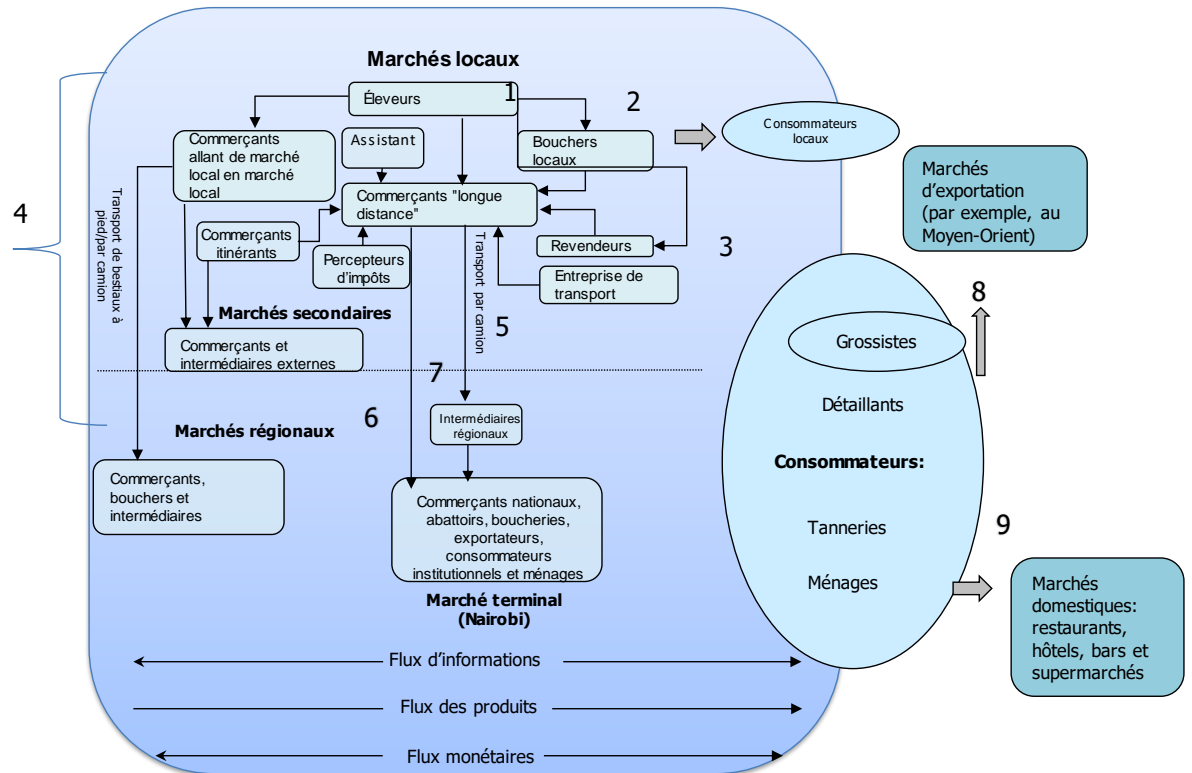 Marchés locaux
Éleveurs
1
2
Commerçants
allant de marché
local en marché
local
Assistant
Bouchers
locaux
Consommateurs
locaux
Marchés
d’exportation
(par exemple, au
Moyen-Orient)
4
Transport de bestiaux à
pied/par camion
Commerçants "longue
distance"
Commerçants
itinérants
Percepteurs
d’impôts
Revendeurs
3
Entreprise de
transport
Transport par camion
5
Marchés secondaires
Commerçants et
intermédiaires externes
8
Grossistes
7
6
Marchés régionaux
Intermédiaires
régionaux
Détaillants
Consommateurs:
Commerçants,
bouchers et
intermédiaires
Commerçants nationaux,
abattoirs, boucheries,
exportateurs,
consommateurs
institutionnels et ménages
Tanneries
9
Ménages
Marché terminal
(Nairobi)
Marchés
domestiques:
restaurants,
hôtels, bars et
supermarchés
Flux d’informations
Flux des produits
Flux monétaires